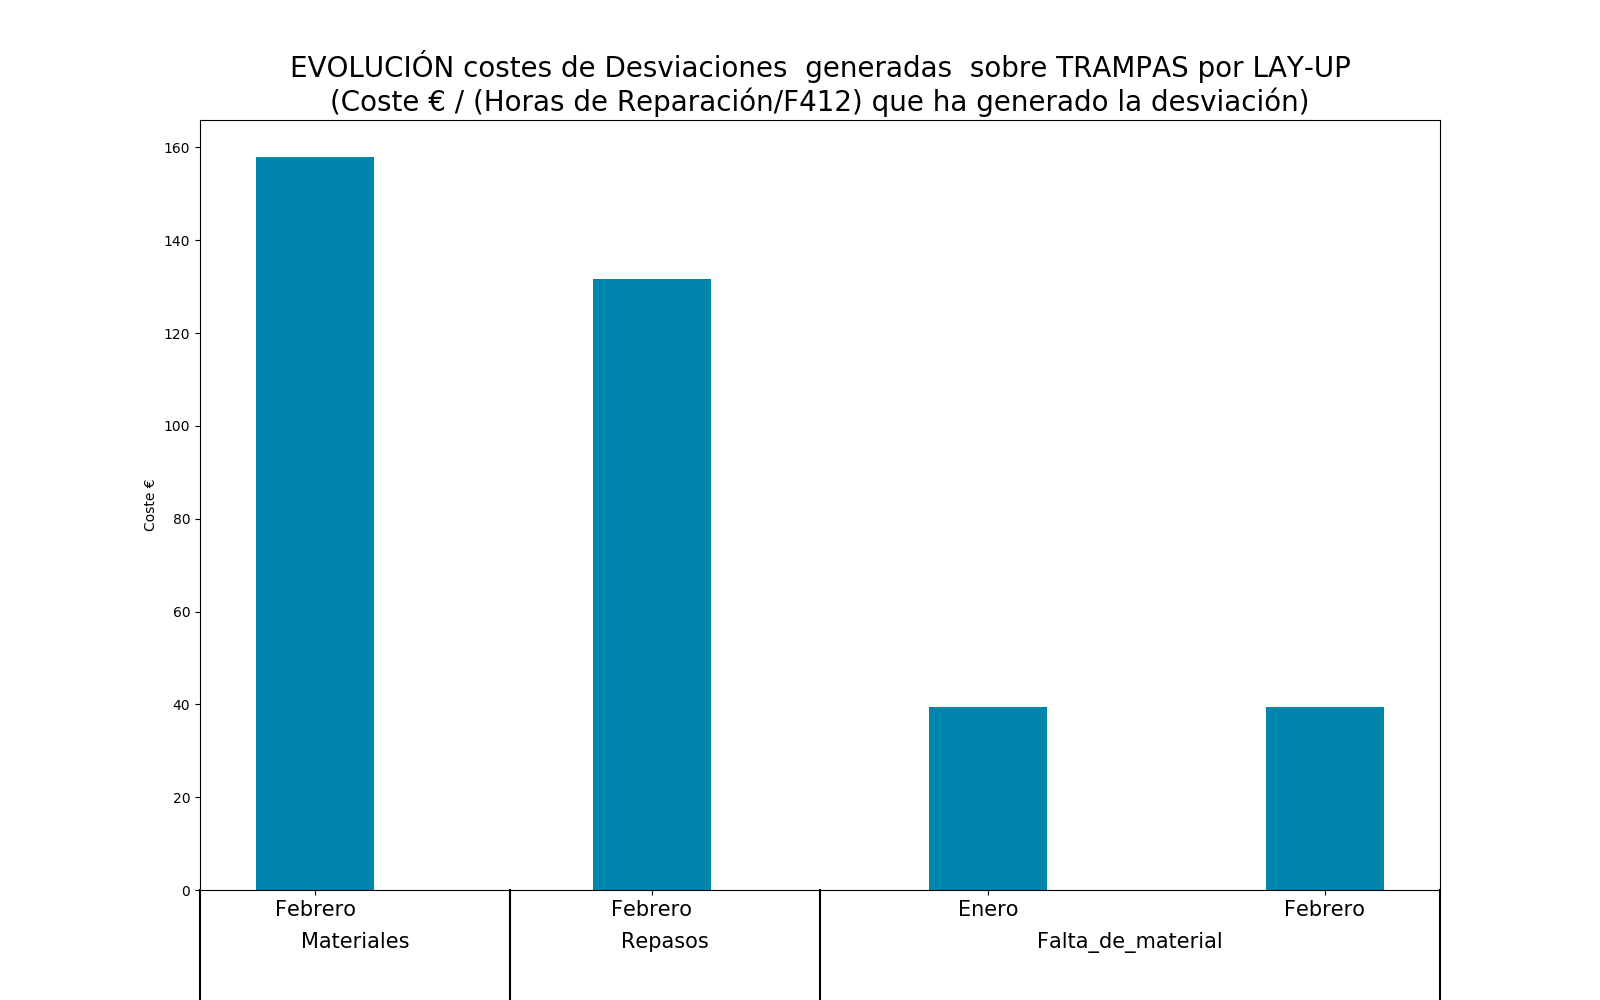 EVOLUCIÓN costes de Desviaciones  generadas  sobre TRAMPAS por LAY-UP
(Coste € / (Horas de Reparación/F412) que ha generado la desviación)
160
140
120
100
80
60
40
20
0
Coste €
Febrero
Febrero
Enero
Febrero
Materiales
Repasos
Falta_de_material